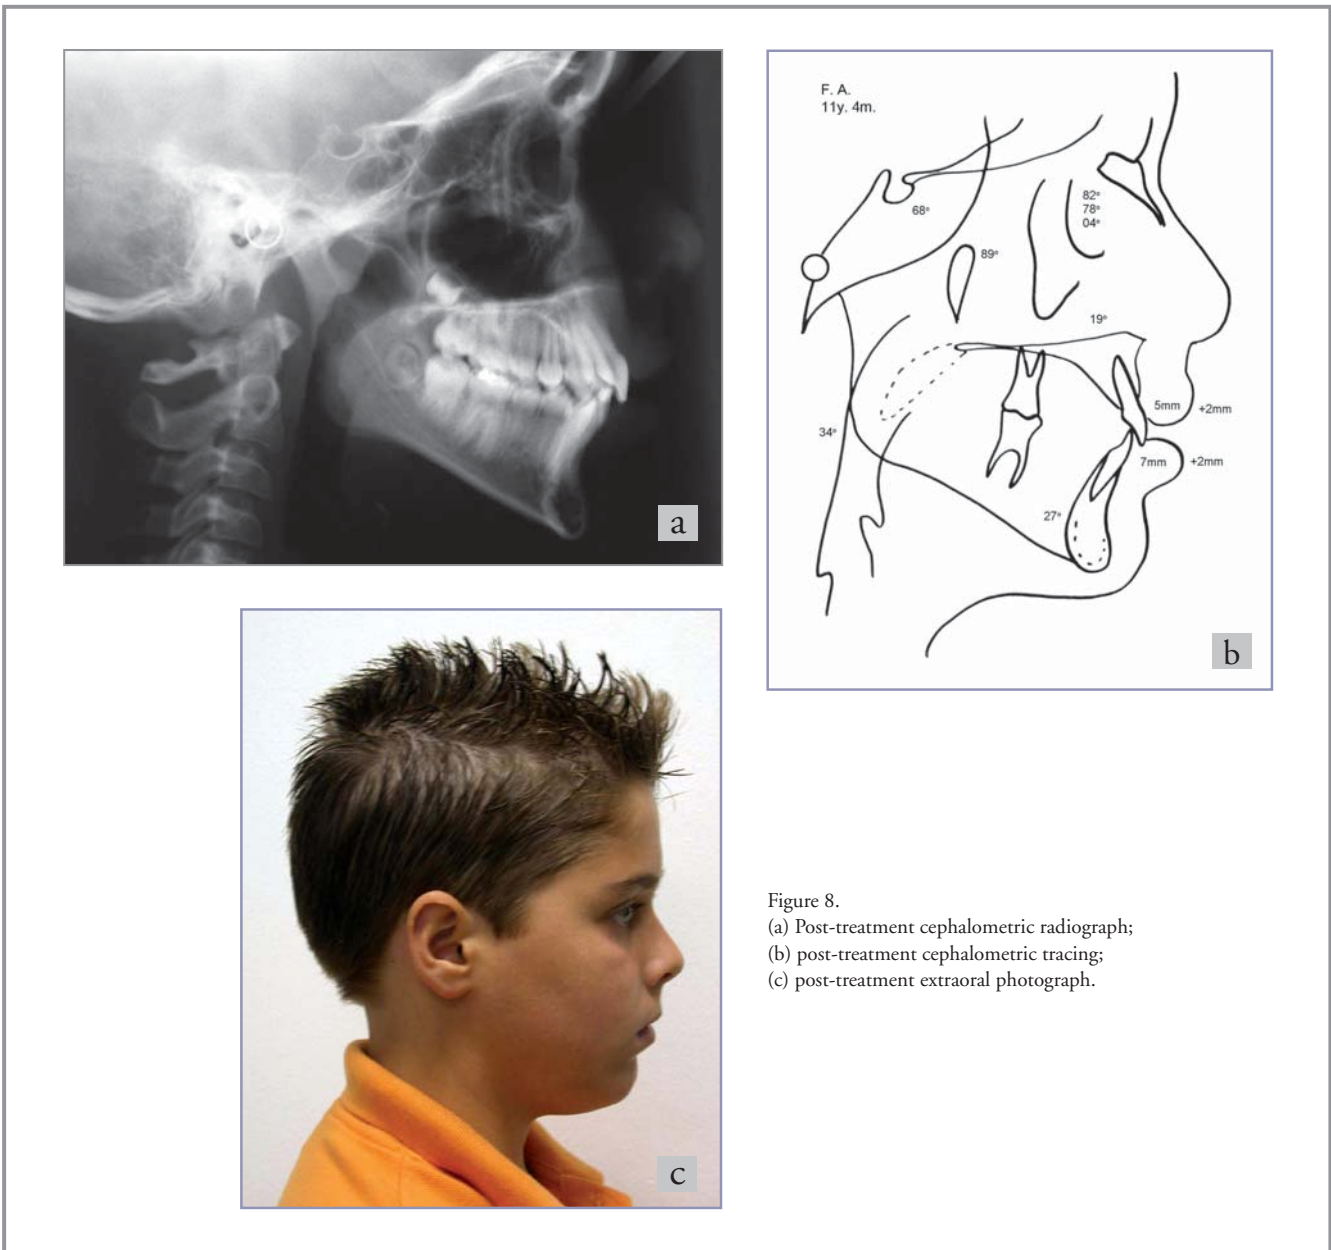 a
F. A.
11y. 4m.
68°
82°
78°
04°
89°
19°
5mm
+2mm
34°
7mm
+2mm
27°
b
c
Figure 8.
(a) Post-treatment cephalometric radiograph;
(b) post-treatment cephalometric tracing;
(c) post-treatment extraoral photograph.